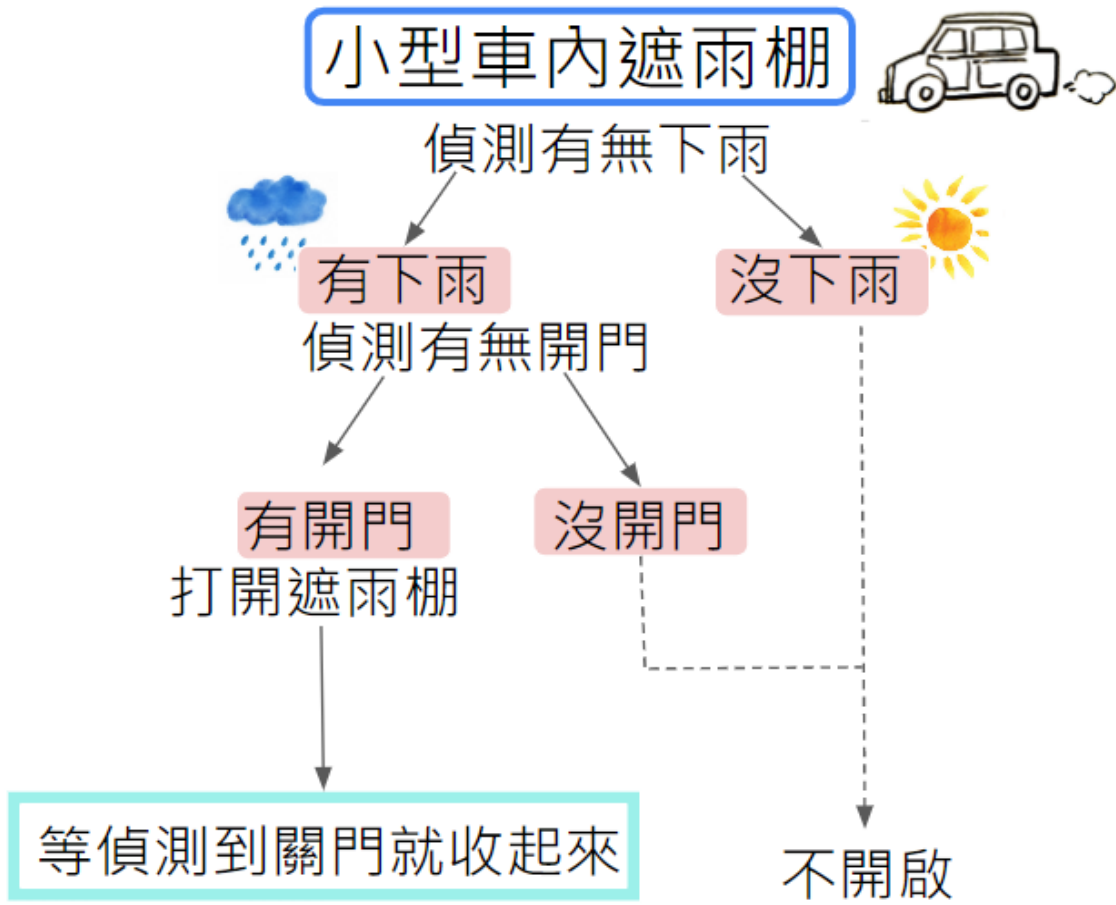 小型車內遮雨棚
偵測有無下雨
有下雨
沒下雨
偵測有無開門
有開門
沒開門
打開遮雨棚
等偵測到關門就收起來
不開啟